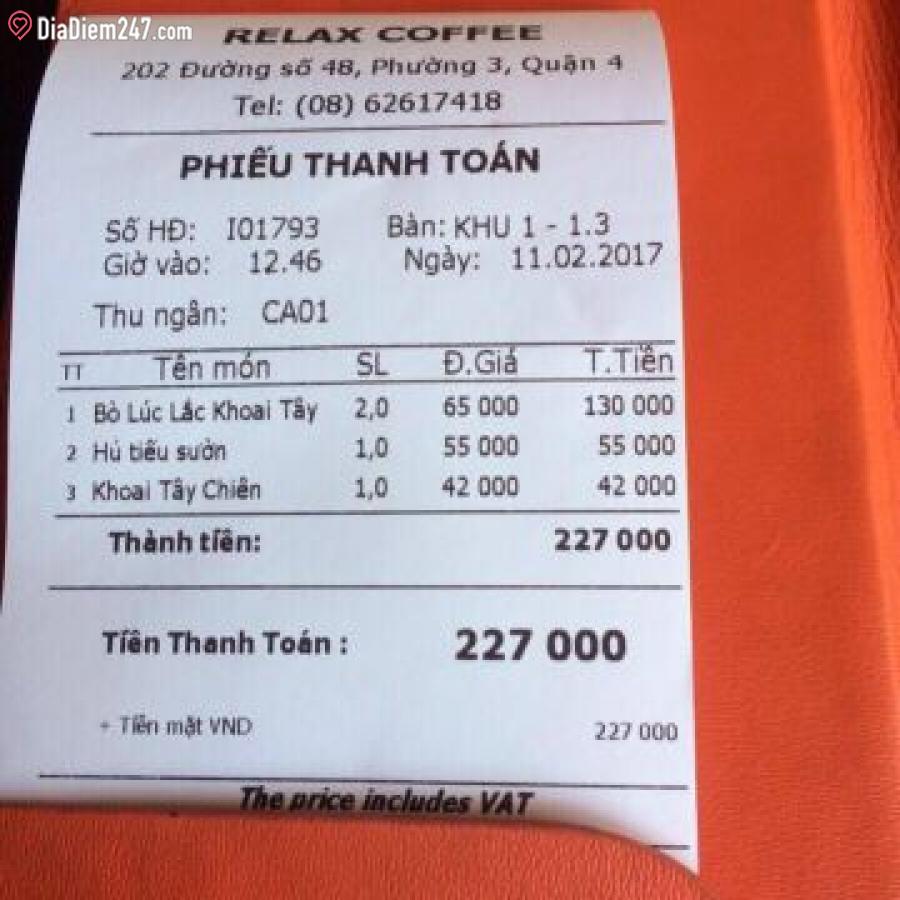 DiaDiem247.com
RELAX COFFEE
202 Đường số 48, Phường 3, Quận 4
Tel: (08) 62617418
PHIẾU THANH TOÁN
Số HĐ: I01793 Bàn: KHU 1 - 1.3
Giờ vào: 12.46 Ngày: 11.02.2017
Thu ngân: CA01
TT Tên món SL Đ.Giá T.Tiền
1 Bò Lúc Lắc Khoai Tây 2,0 65 000 130 000
2 Hủ tiếu sườn 1,0 55 000 55 000
3 Khoai Tây Chiên 1,0 42 000 42 000
Thành tiền: 227 000
Tiền Thanh Toán : 227 000
+ Tiền mặt VND 227 000
The price includes VAT